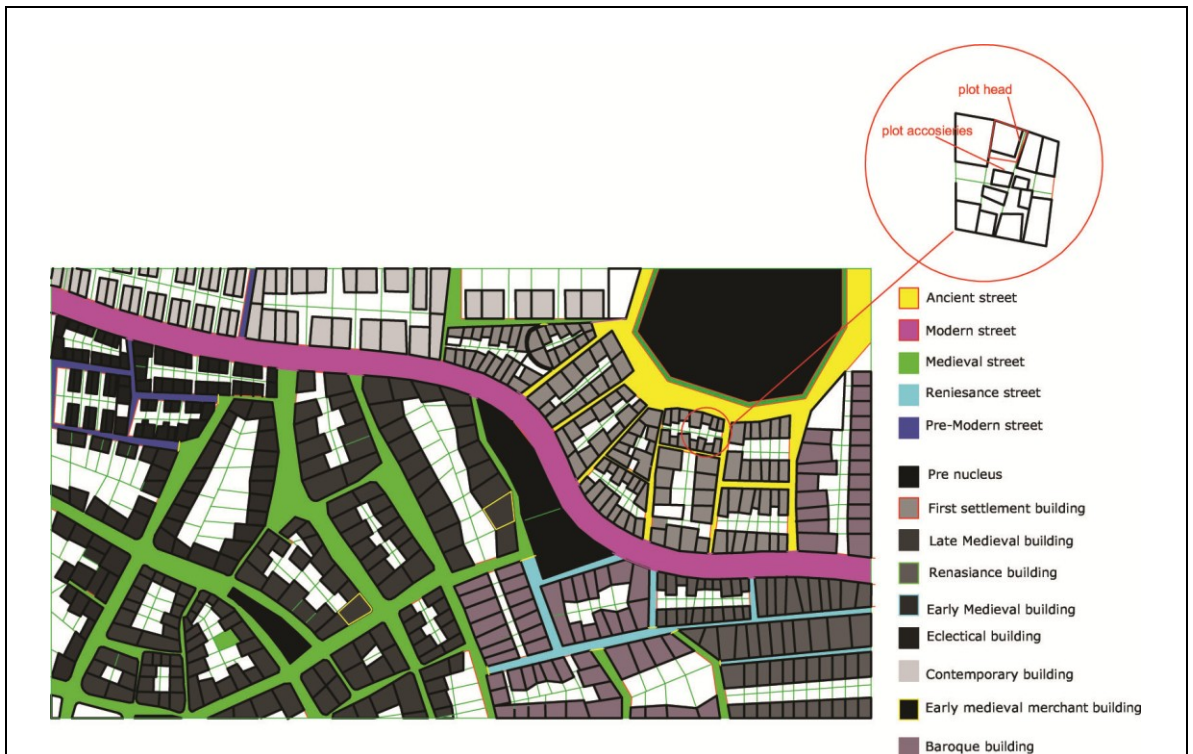 plot head
plot accosieries
Ancient street
Modern street
Medieval street
Reniesance street
Pre-Modern street
Pre nucleus
First settlement building
Late Medieval building
Renasiance building
Early Medieval building
Eclectical building
Contemporary building
Early medieval merchant building
Baroque building